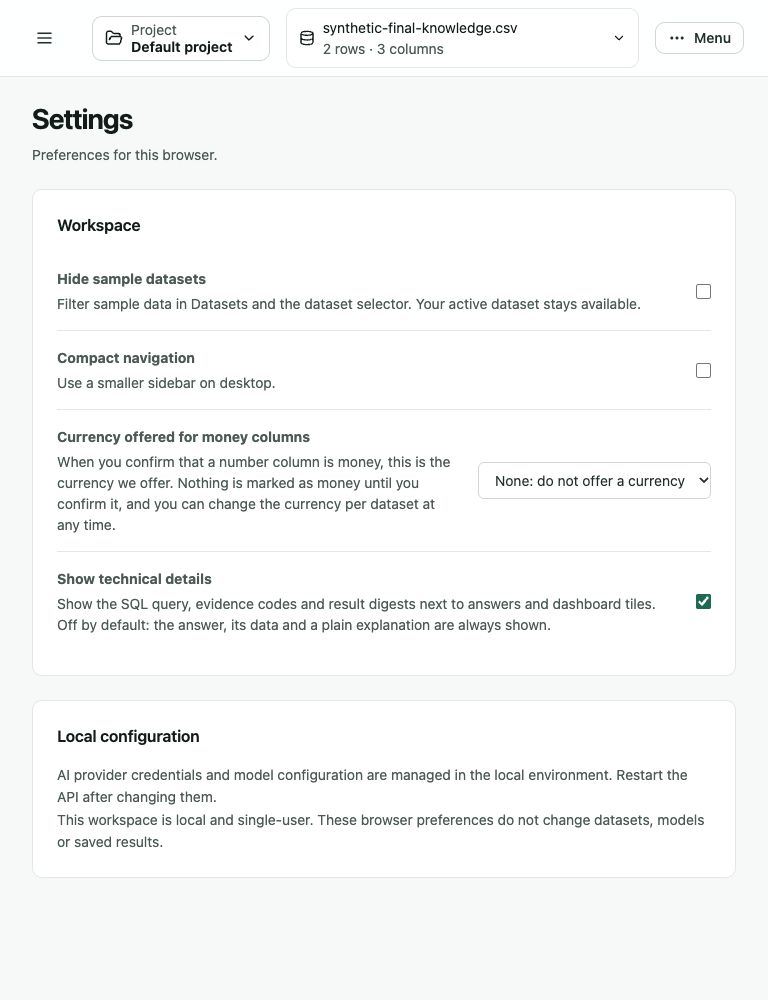 Project
Default project
synthetic-final-knowledge.csv
2 rows · 3 columns
Menu
Settings
Preferences for this browser.
Workspace
Hide sample datasets
Filter sample data in Datasets and the dataset selector. Your active dataset stays available.
Compact navigation
Use a smaller sidebar on desktop.
Currency offered for money columns
When you confirm that a number column is money, this is the
currency we offer. Nothing is marked as money until you
confirm it, and you can change the currency per dataset at
any time.
None: do not offer a currency
Show technical details
Show the SQL query, evidence codes and result digests next to answers and dashboard tiles.
Off by default: the answer, its data and a plain explanation are always shown.
Local configuration
AI provider credentials and model configuration are managed in the local environment. Restart the
API after changing them.
This workspace is local and single-user. These browser preferences do not change datasets, models
or saved results.